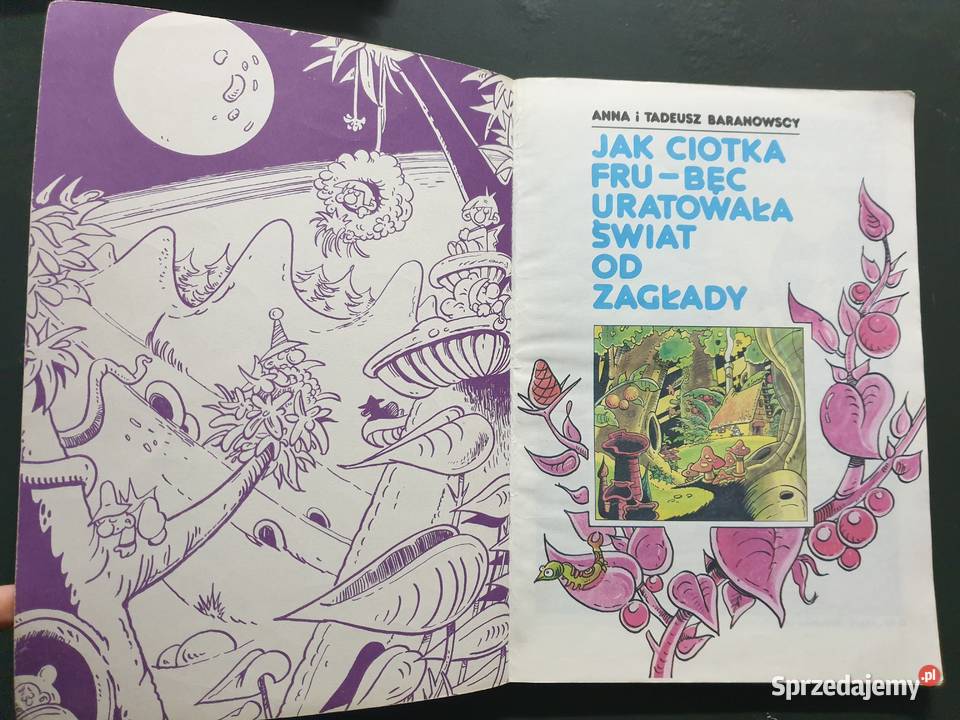 ANNA i TADEUSZ BARANOWSCY
JAK CIOTKA
FRU-BĘC
URATOWAŁA
ŚWIAT
OD
ZAGŁADY
Sprzedajemy
.pl